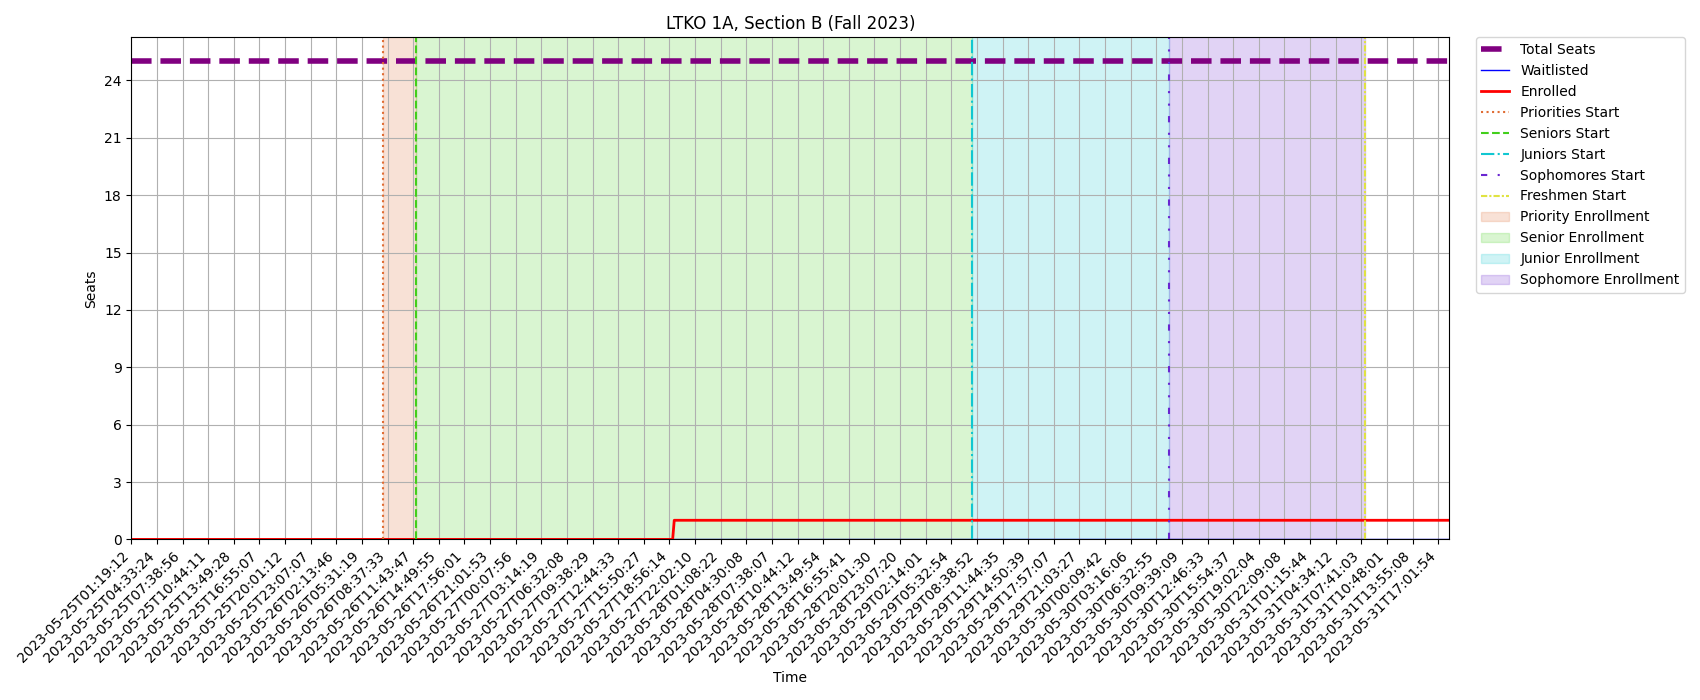 LTKO 1A, Section B (Fall 2023)
Seats
24
21
18
15
12
9
6
3
0
2023-05-25T01:19:12
2023-05-25T04:33:24
2023-05-25T07:38:56
2023-05-25T10:44:11
2023-05-25T13:49:28
2023-05-25T16:55:07
2023-05-25T20:01:12
2023-05-25T23:07:07
2023-05-26T02:13:46
2023-05-26T05:31:19
2023-05-26T08:37:33
2023-05-26T11:43:47
2023-05-26T14:49:55
2023-05-26T17:56:01
2023-05-26T21:01:53
2023-05-27T00:07:56
2023-05-27T03:14:19
2023-05-27T06:32:08
2023-05-27T09:38:29
2023-05-27T12:44:33
2023-05-27T15:50:27
2023-05-27T18:56:14
2023-05-27T22:02:10
2023-05-28T01:08:22
2023-05-28T04:30:08
2023-05-28T07:38:07
2023-05-28T10:44:12
2023-05-28T13:49:54
2023-05-28T16:55:41
2023-05-28T20:01:30
2023-05-28T23:07:20
2023-05-29T02:14:01
2023-05-29T05:32:54
2023-05-29T08:38:52
2023-05-29T11:44:35
2023-05-29T14:50:39
2023-05-29T17:57:07
2023-05-29T21:03:27
2023-05-30T00:09:42
2023-05-30T03:16:06
2023-05-30T06:32:55
2023-05-30T09:39:09
2023-05-30T12:46:33
2023-05-30T15:54:37
2023-05-30T19:02:04
2023-05-30T22:09:08
2023-05-31T01:15:44
2023-05-31T04:34:12
2023-05-31T07:41:03
2023-05-31T10:48:01
2023-05-31T13:55:08
2023-05-31T17:01:54
Time
Total Seats
Waitlisted
Enrolled
Priorities Start
Seniors Start
Juniors Start
Sophomores Start
Freshmen Start
Priority Enrollment
Senior Enrollment
Junior Enrollment
Sophomore Enrollment